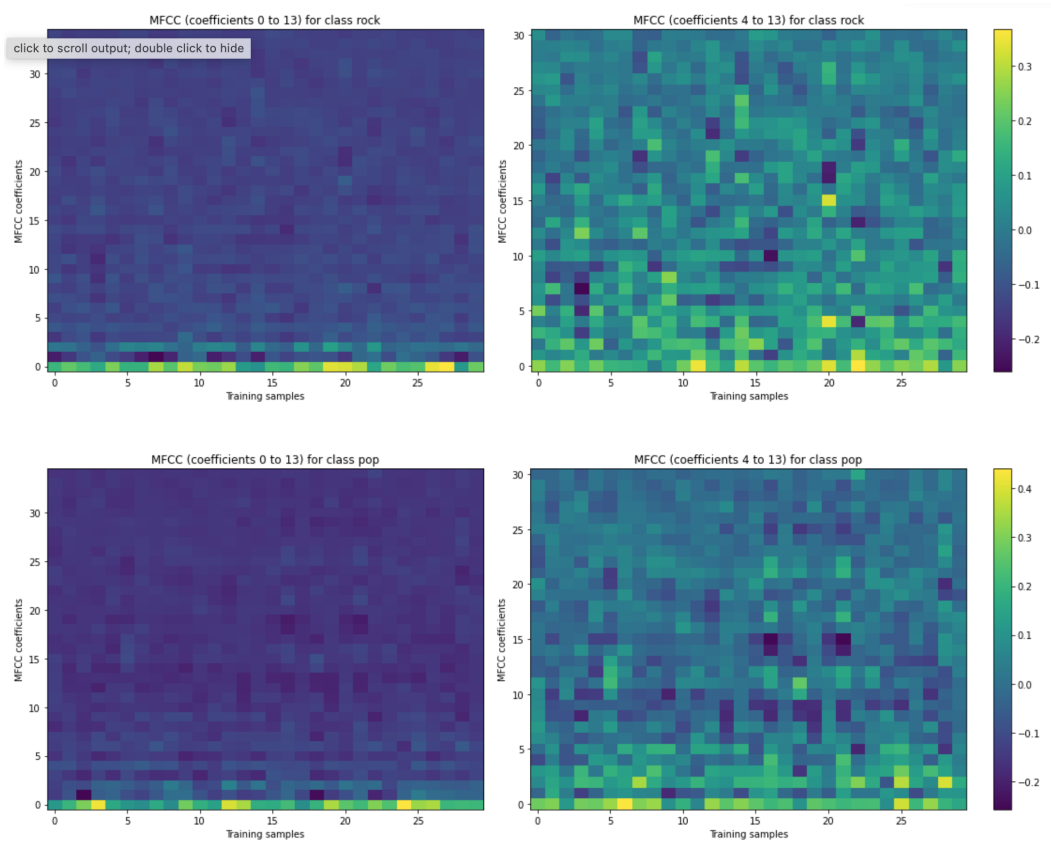 MFCC (coefficients 0 to 13) for class rock
click to scroll output; double click to hide
30
25
20
15
10
5
0
MFCC coefficients
0 5 10 15 20 25
Training samples
MFCC (coefficients 4 to 13) for class rock
30
25
20
15
10
5
0
MFCC coefficients
0 5 10 15 20 25
Training samples
0.3
0.2
0.1
0.0
−0.1
−0.2
MFCC (coefficients 0 to 13) for class pop
30
25
20
15
10
5
0
MFCC coefficients
0 5 10 15 20 25
Training samples
MFCC (coefficients 4 to 13) for class pop
30
25
20
15
10
5
0
MFCC coefficients
0 5 10 15 20 25
Training samples
0.4
0.3
0.2
0.1
0.0
−0.1
−0.2